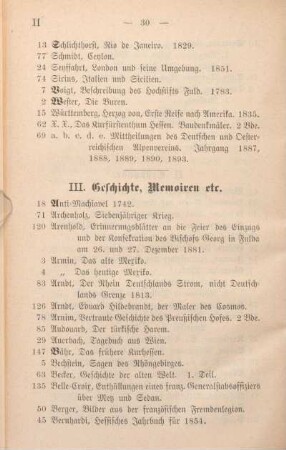 II — 30 —
13 Schlichthorst, Rio de Janeiro. 1829.
77 Schmidt, Ceylon.
24 Spuffahrt, London und seine Umgebung. 1851.
74 Sirius, Italien und Sicilien.
7 Voigt, Beschreibung des Hochstifts Fuld. 1783.
2 Wester, Die Buren.
15 Württemberg, Herzog von, Erste Reise nach Amerika. 1835.
62 X. X., Das Kurfürstenthum Hessen. Baudenkmäler. 2 Bde.
69 a. b. c. d. v. Mittheilungen des Deutschen und Oester-
reichischen Alpenvereins. Jahrgang 1887,
1888, 1889, 1890, 1893.
III. Geschichte, Memoiren etc.
18 Anti-Machiavel 1742.
71 Archenholz, Siebenjähriger Krieg.
120 Arenhold, Erinnerungsblätter an die Feier des Einzugs
und der Konsekration des Bischofs Georg in Fulda
am 26. und 27. Dezember 1881.
3 Armin, Das alte Mexiko.
4 „ Das heutige Mexiko.
83 Arndt, Der Rhein Deutschlands Strom, nicht Deutsch-
lands Grenze 1813.
126 Arndt, Eduard Hildebrandt, der Maler des Cosmos.
78 Arnim, Vertraute Geschichte des Preußischen Hofes. 2 Bde.
85 Audouard, Der türkische Harem.
29 Auerbach, Tagebuch aus Wien.
147 Bähr, Das frühere Kurhessen.
5 Bechstein, Sagen des Rhöngebirges.
63 Becker, Geschichte der alten Welt. 1. Teil.
135 Belle-Croix, Enthüllungen eines franz. Generalstabsoffiziers
über Metz und Sedan.
50 Berger, Bilder aus der französischen Fremdenlegion.
45 Bernhardi, Hessisches Jahrbuch für 1854.